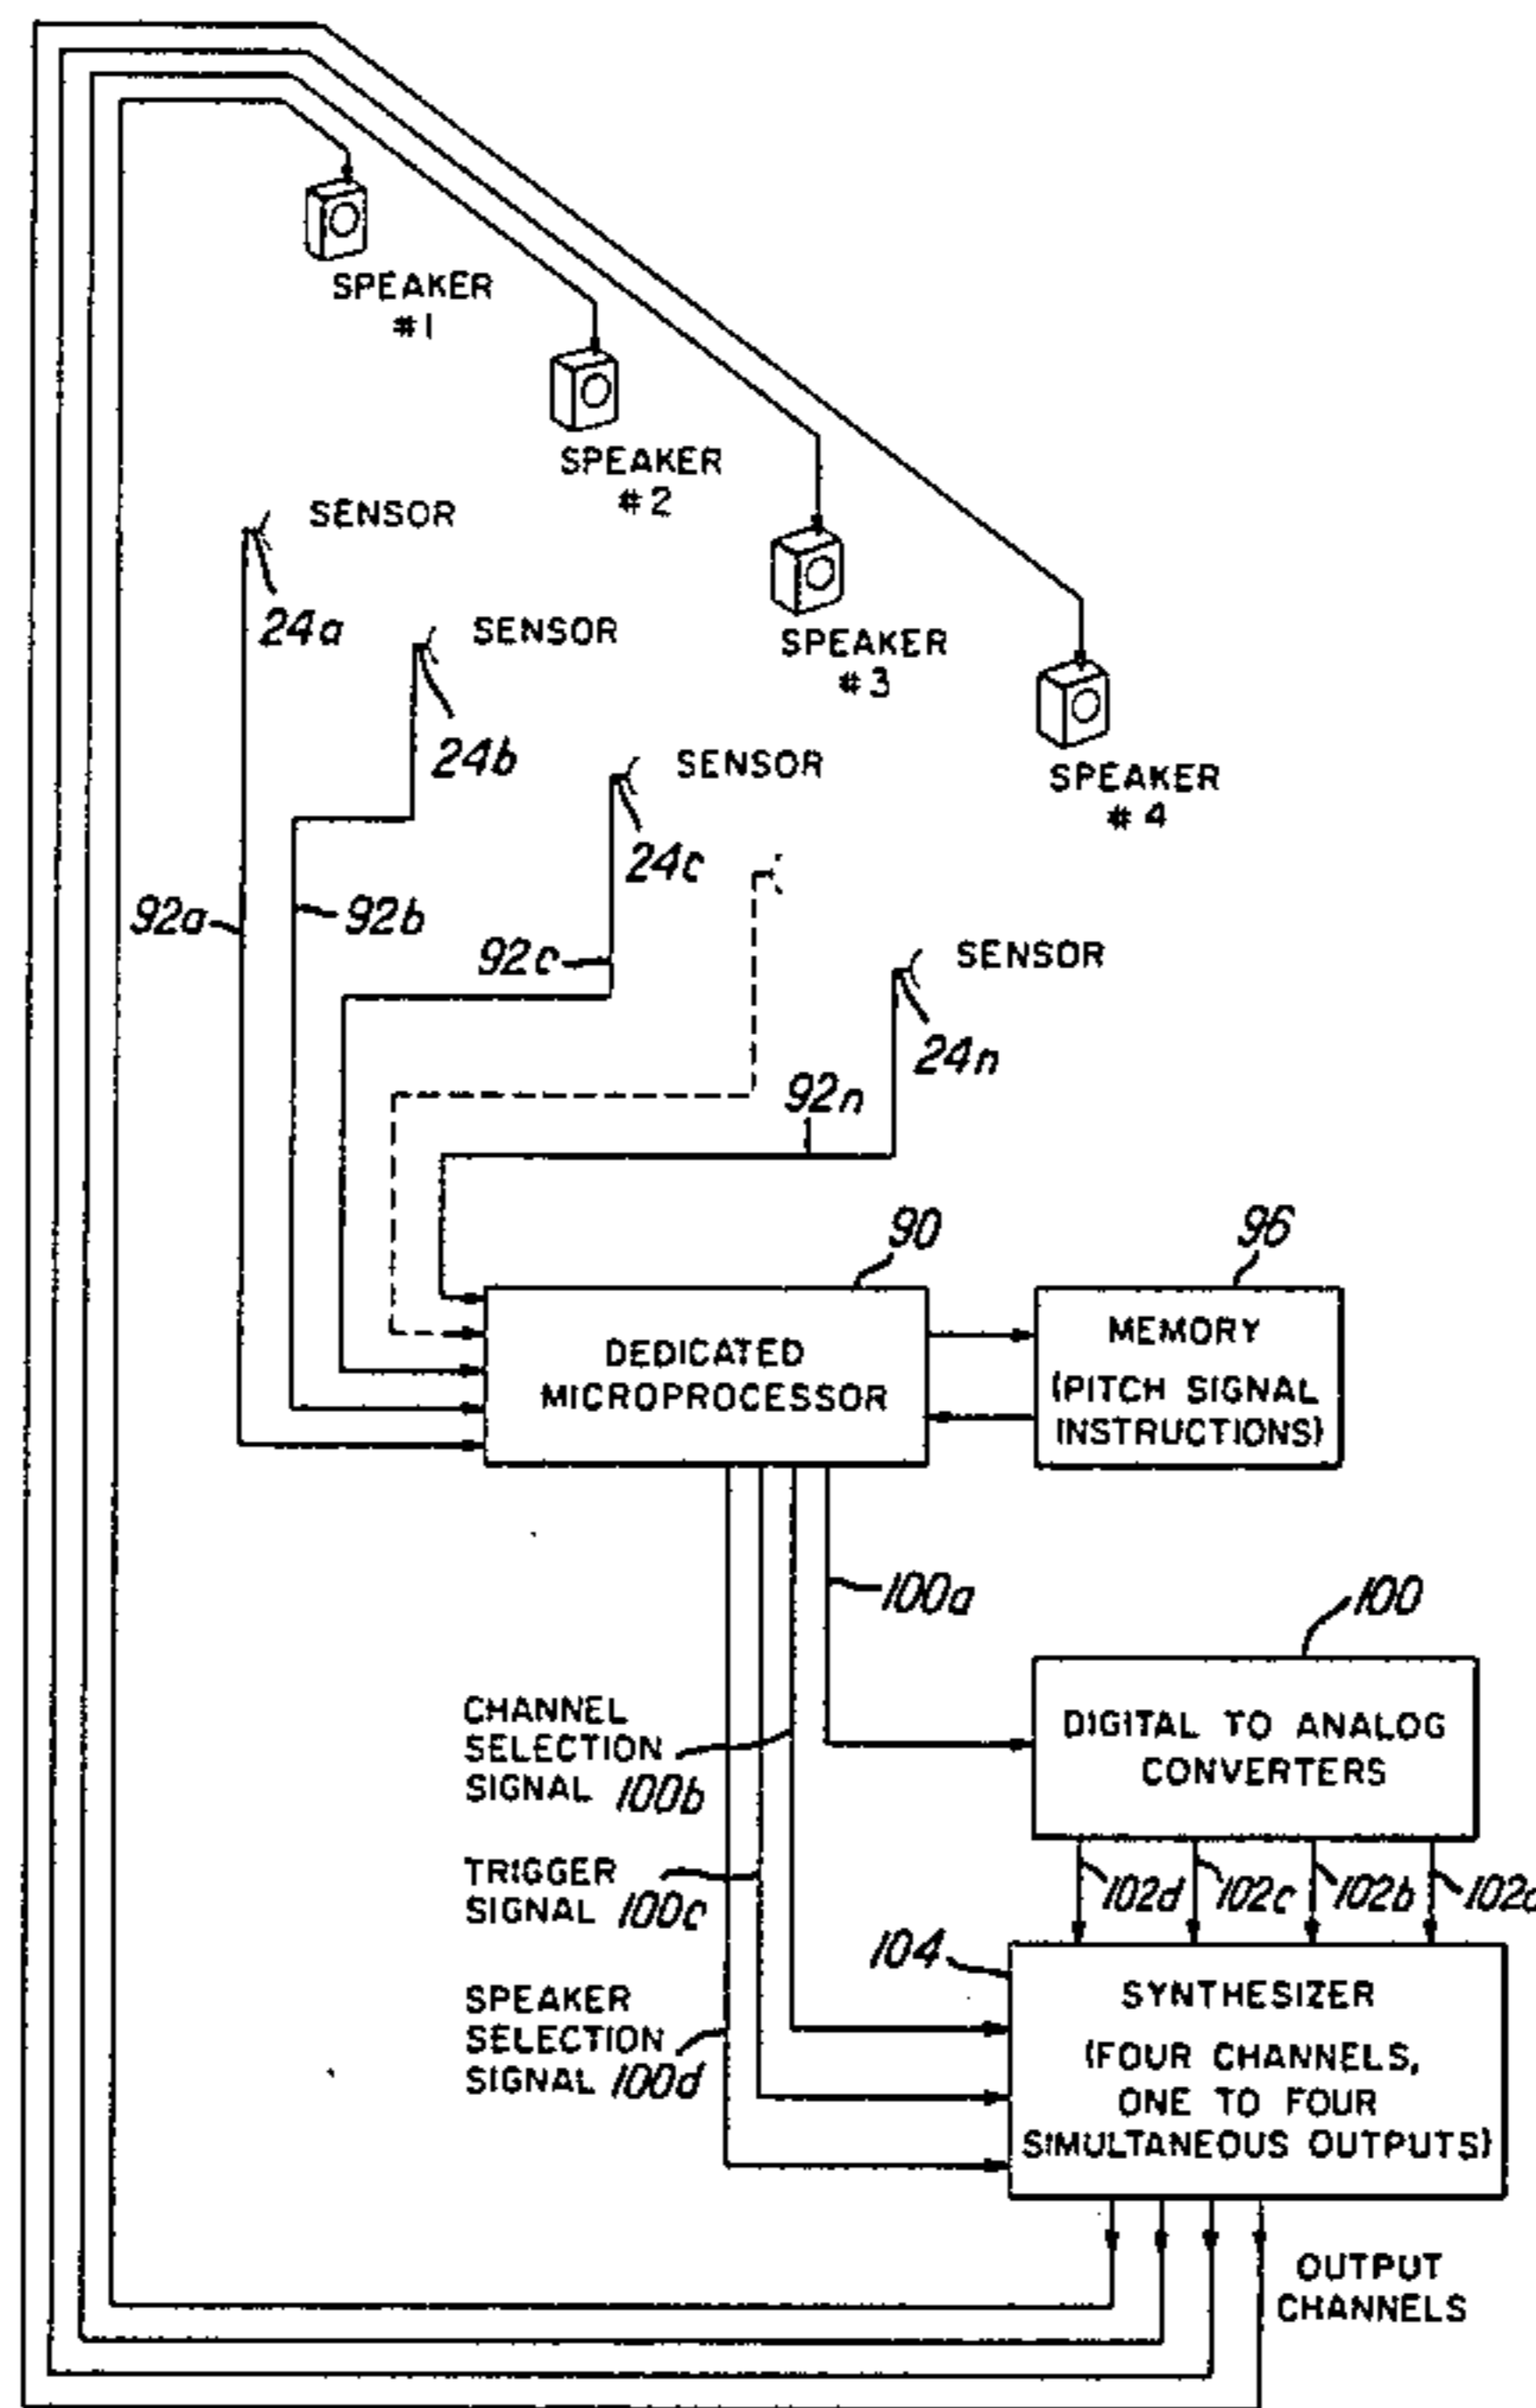 SPEAKER
#1
SPEAKER
#2
SENSOR
24a
SENSOR
SPEAKER
#3
24b
SENSOR
SPEAKER
#4
24c
92a
92b
92c
SENSOR
24n
92n
90
96
DEDICATED
MICROPROCESSOR
MEMORY
(PITCH SIGNAL
INSTRUCTIONS)
100a
100
CHANNEL
SELECTION
SIGNAL 100b
DIGITAL TO ANALOG
CONVERTERS
TRIGGER
SIGNAL 100c
102d
102c
102b
104
SPEAKER
SELECTION
SIGNAL 100d
SYNTHESIZER
(FOUR CHANNELS,
ONE TO FOUR
SIMULTANEOUS OUTPUTS)
OUTPUT
CHANNELS